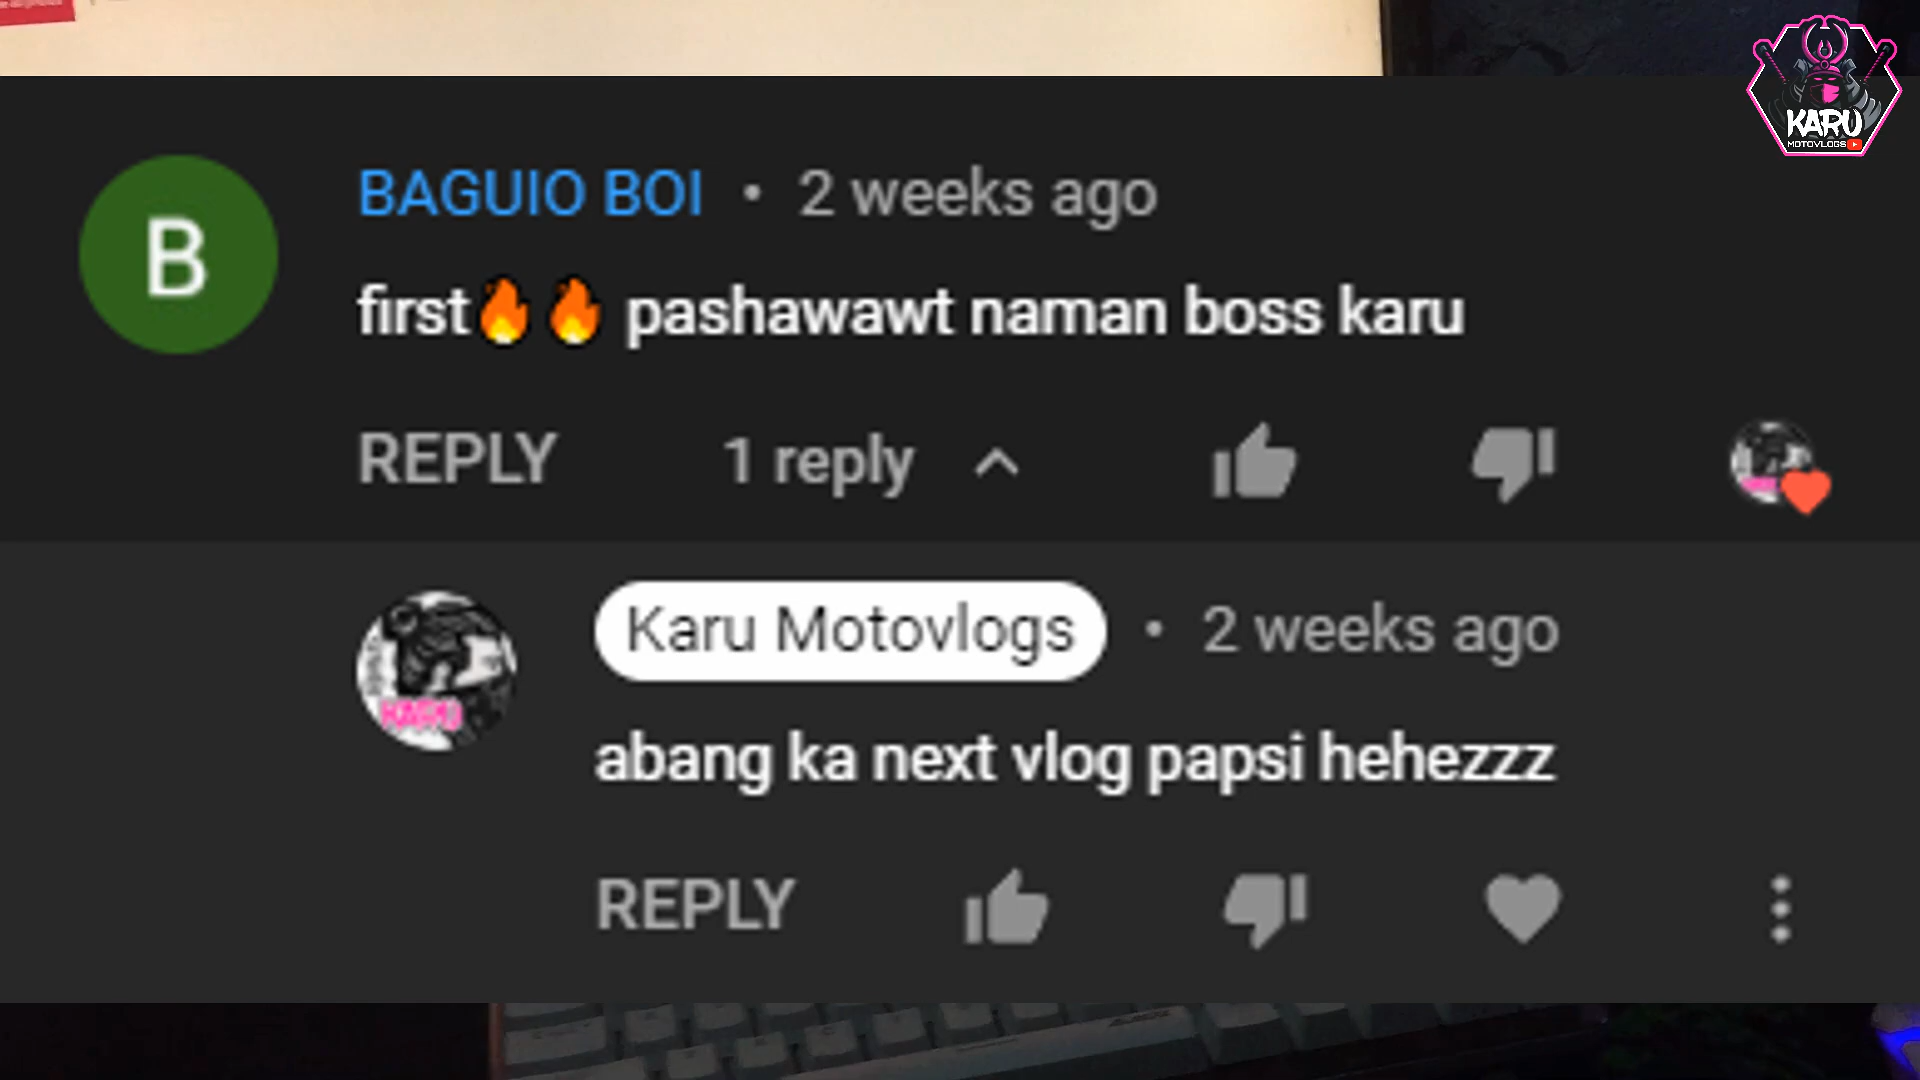 KARU
MOTOVLOGS
B
BAGUIO BOI • 2 weeks ago
first🔥🔥 pashawawt naman boss karu
REPLY 1 reply
Karu Motovlogs • 2 weeks ago
KARU
abang ka next vlog papsi hehezzz
REPLY